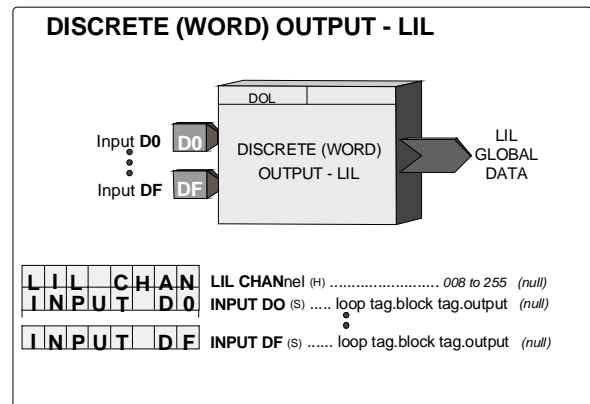 DISCRETE (WORD) OUTPUT - LIL
DOL
Input D0 D0
DISCRETE (WORD)
OUTPUT - LIL
Input DF DF
LIL
GLOBAL
DATA
LIL CHAN LIL CHANnel (H) .......................... 008 to 255 (null)
INPUT D0 INPUT DO (S) ..... loop tag.block tag.output (null)
INPUT DF INPUT DF (S) ...... loop tag.block tag.output (null)